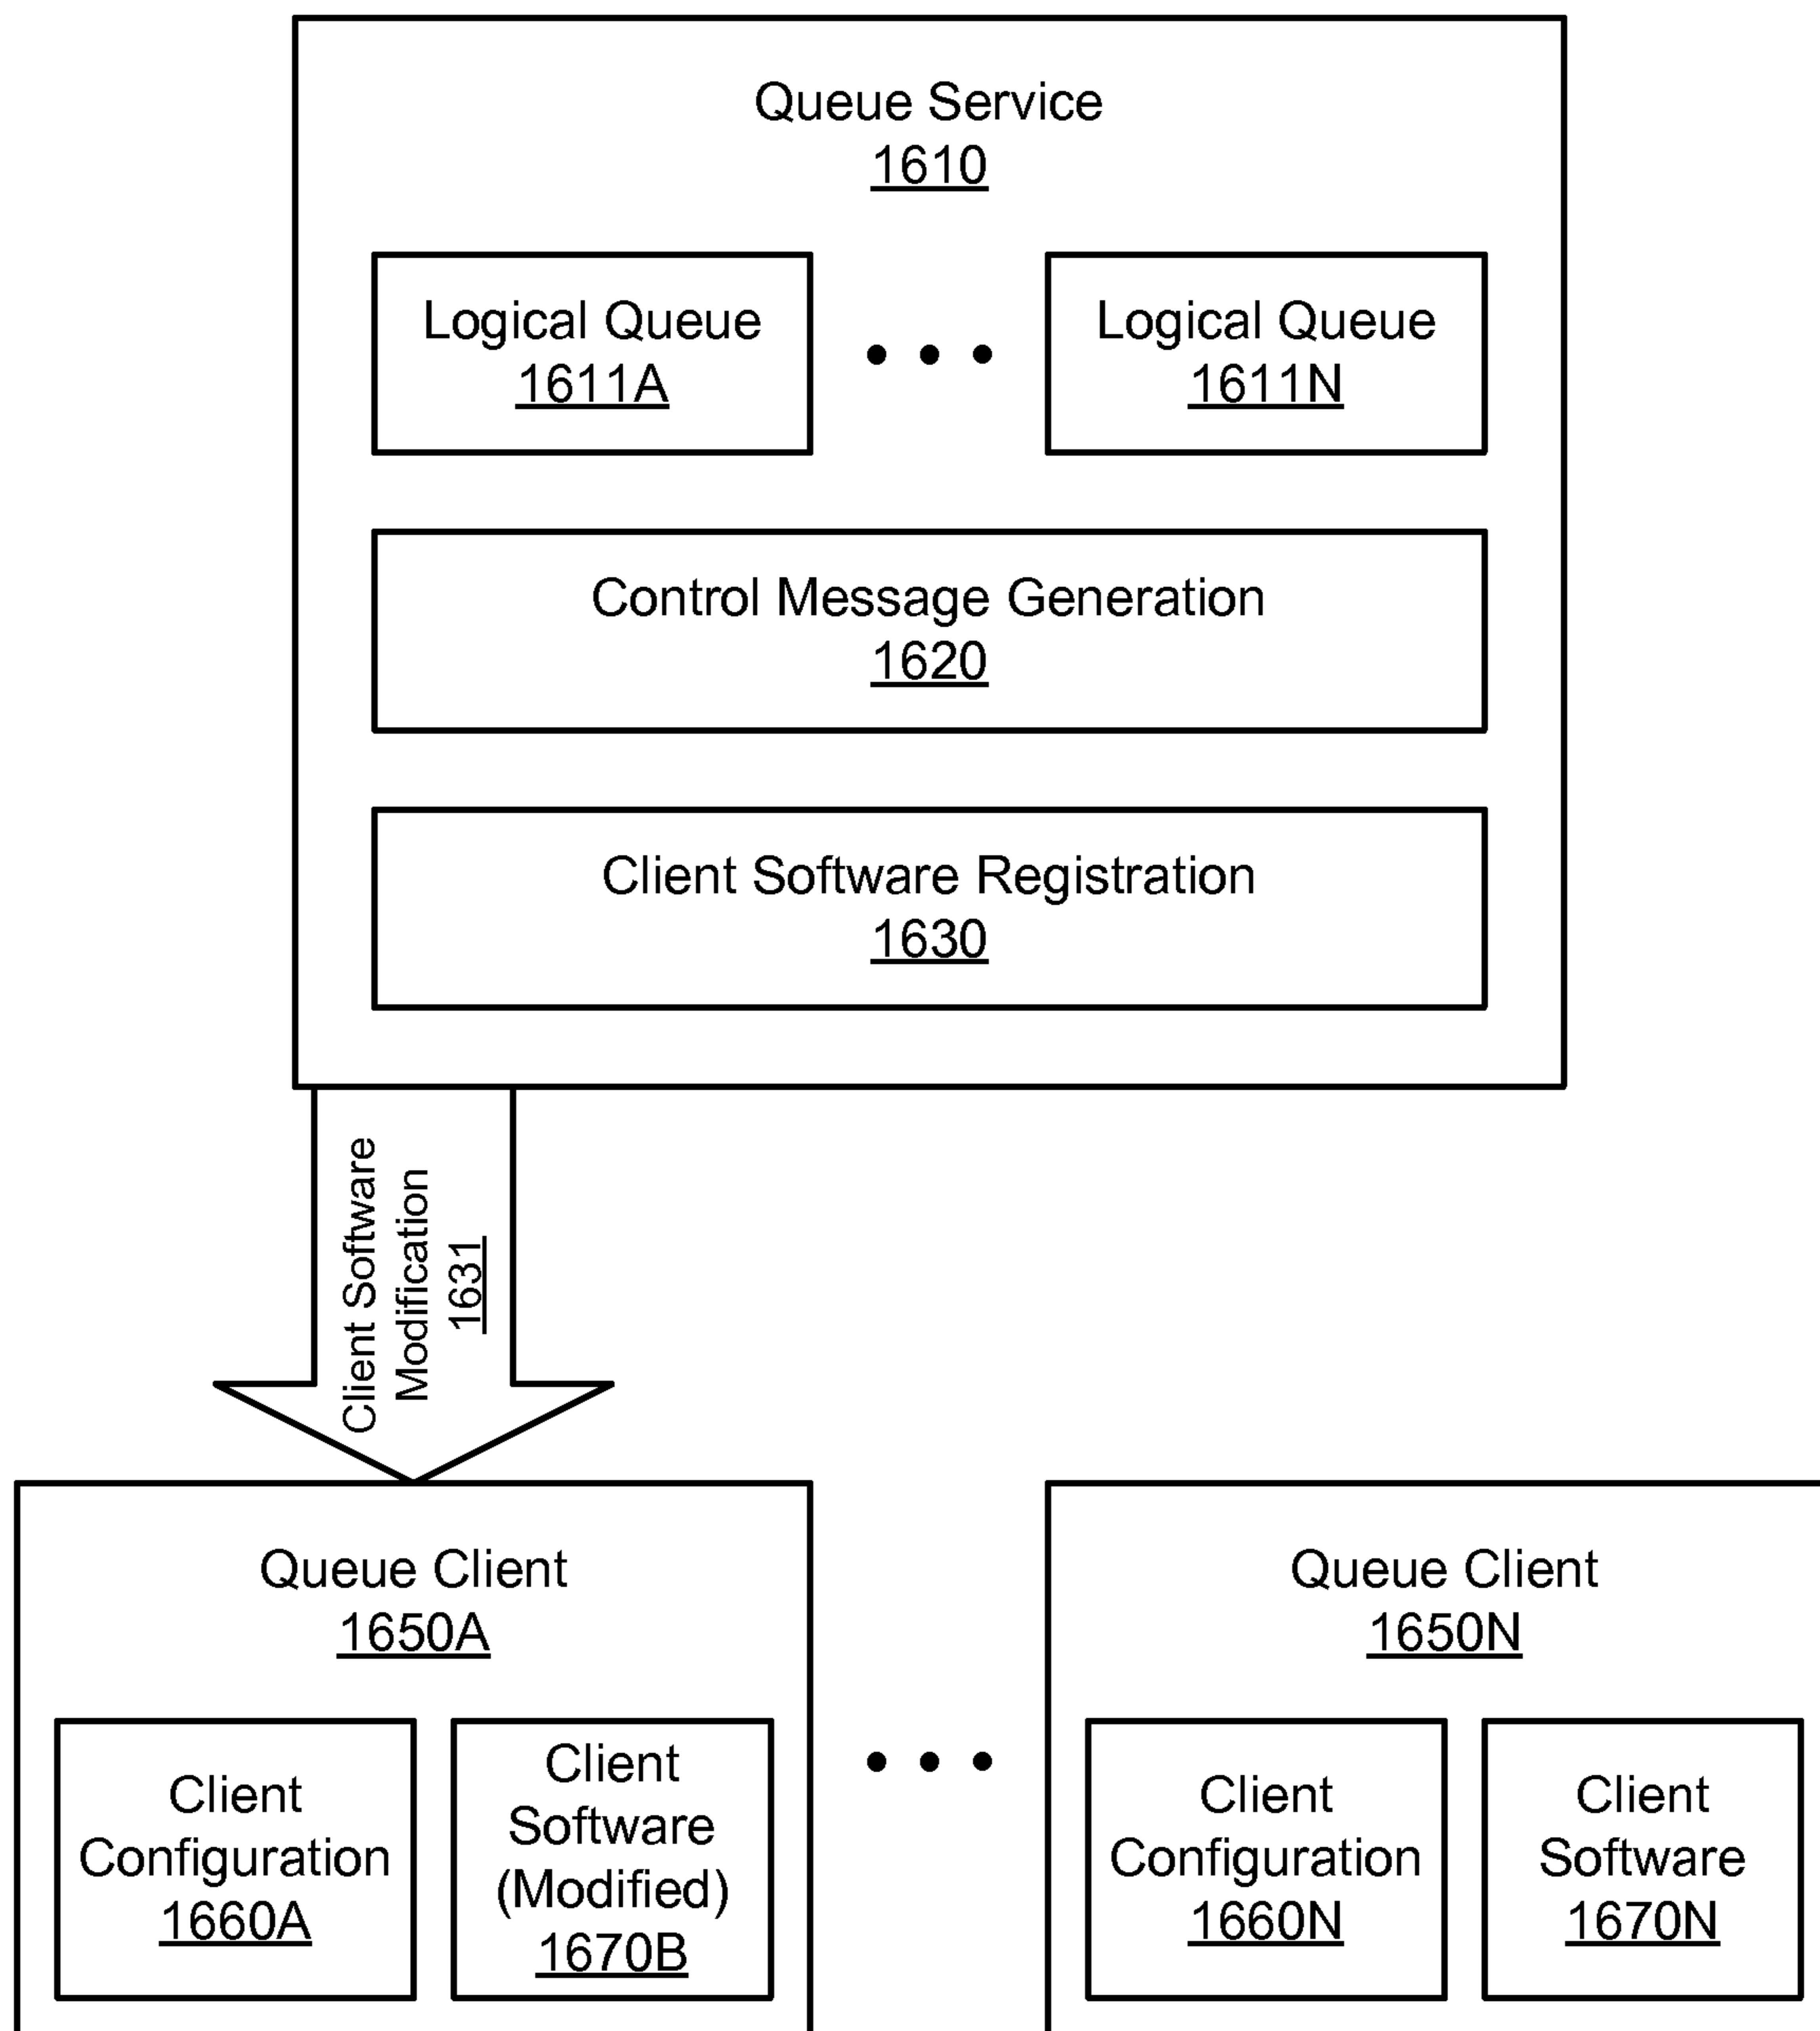 Queue Service
1610
Logical Queue
1611A
Logical Queue
1611N
Control Message Generation
1620
Client Software Registration
1630
Client Software
Modification
1631
Queue Client
1650A
Client
Configuration
1660A
Client
Software
(Modified)
1670B
Queue Client
1650N
Client
Configuration
1660N
Client
Software
1670N